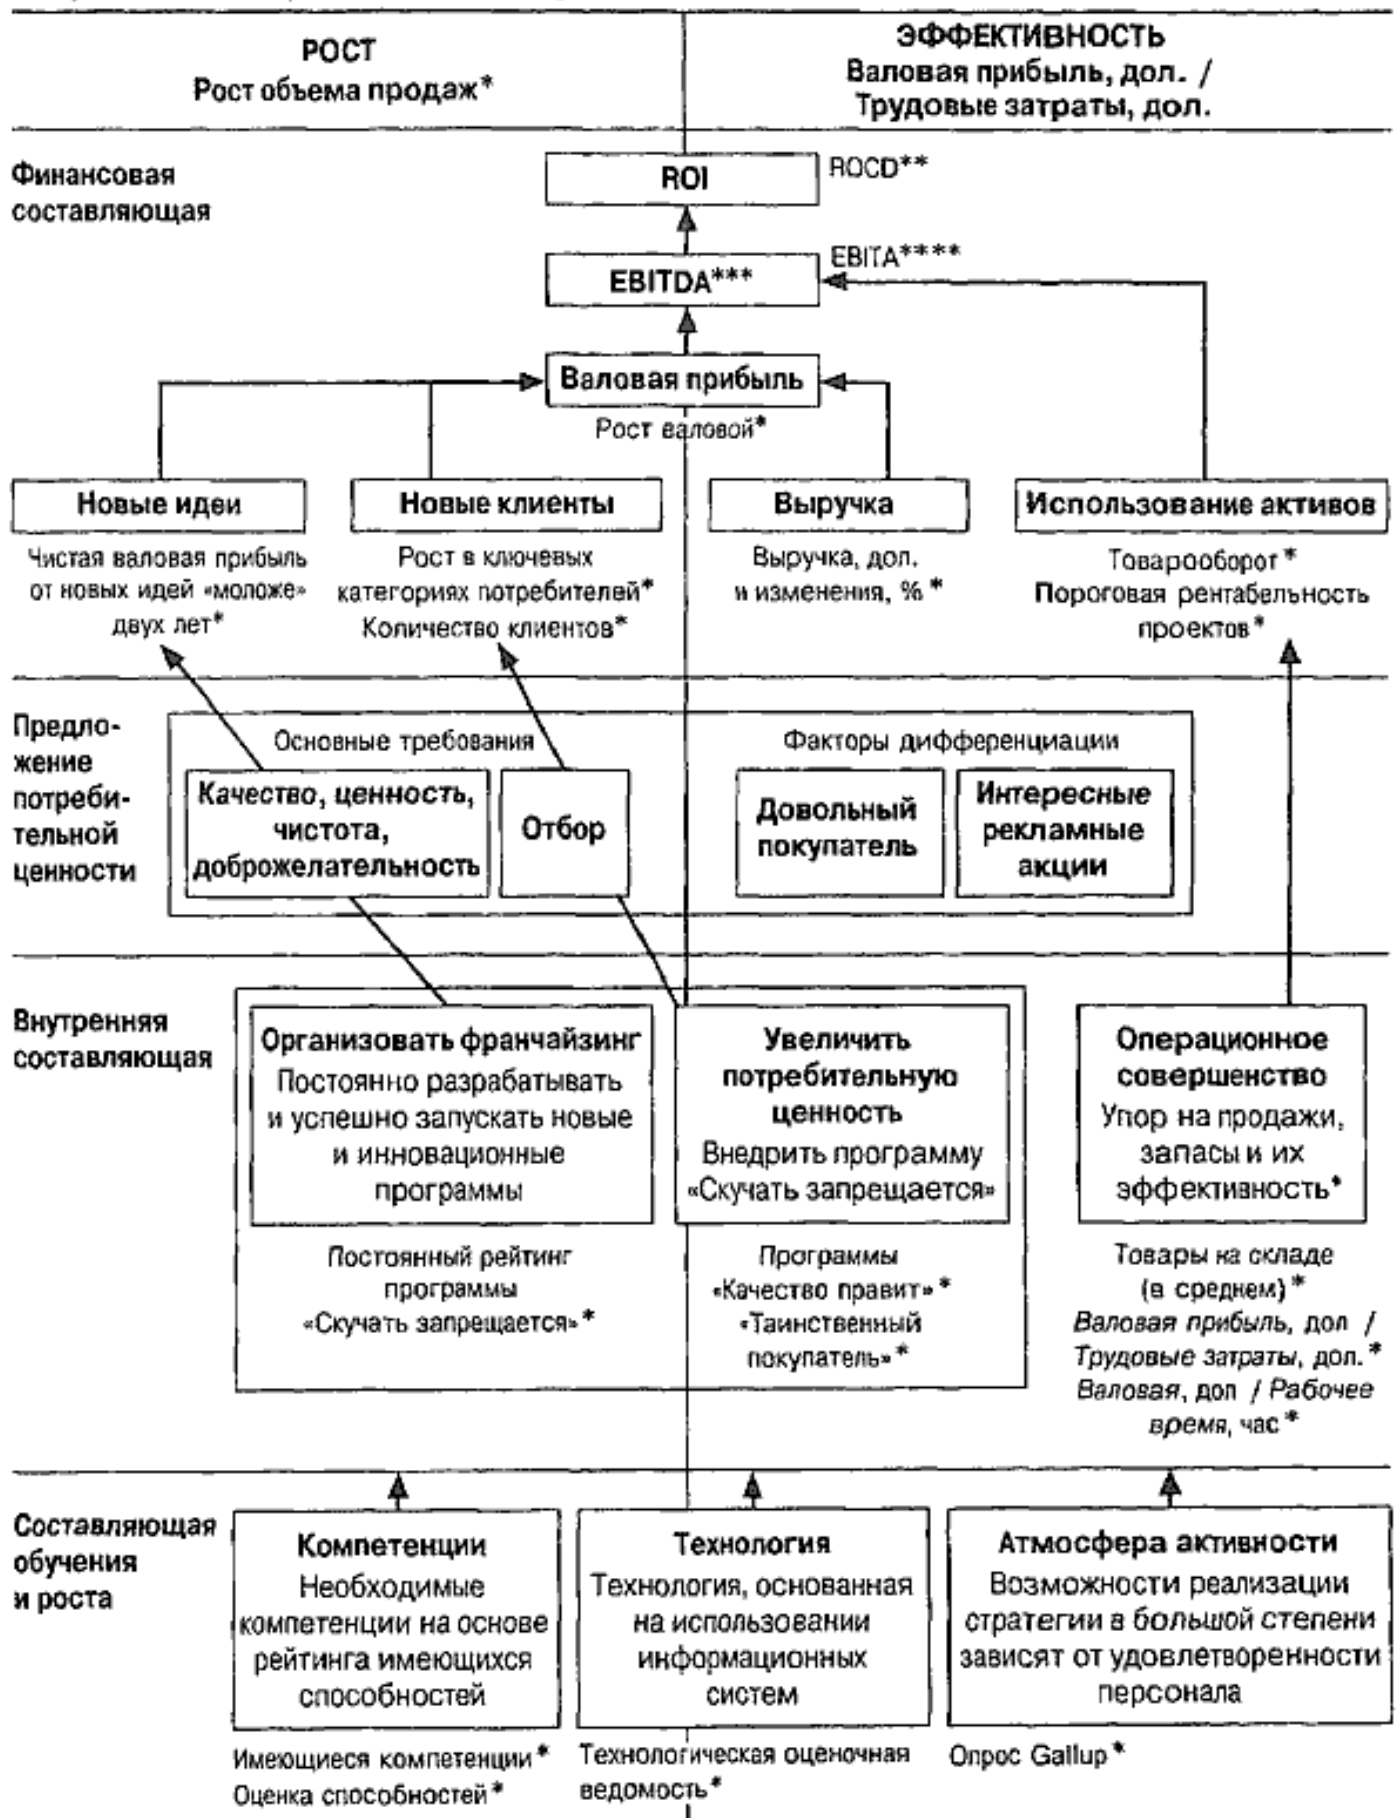 РОСТ
Рост объема продаж*
ЭФФЕКТИВНОСТЬ
Валовая прибыль, дол. /
Трудовые затраты, дол.
Финансовая
составляющая
ROI
ROCD**
EBITDA***
EBITA****
Валовая прибыль
Рост валовой*
Новые идеи
Чистая валовая прибыль
от новых идей «моложе»
двух лет*
Новые клиенты
Рост в ключевых
категориях потребителей*
Количество клиентов*
Выручка
Выручка, дол.
и изменения, % *
Использование активов
Товарооборот*
Пороговая рентабельность
проектов*
Предло-
жение
потреби-
тельной
ценности
Основные требования
Качество, ценность,
чистота,
доброжелательность
Отбор
Факторы дифференциации
Довольный
покупатель
Интересные
рекламные
акции
Внутренняя
составляющая
Организовать франчайзинг
Постоянно разрабатывать
и успешно запускать новые
и инновационные
программы
Постоянный рейтинг
программы
«Скучать запрещается»*
Увеличить
потребительную
ценность
Внедрить программу
«Скучать запрещается»
Программы
«Качество правит»*
«Таинственный
покупатель»*
Операционное
совершенство
Упор на продажи,
запасы и их
эффективность*
Товары на складе
(в среднем)*
Валовая прибыль, дол /
Трудовые затраты, дол.*
Валовая, дол / Рабочее
время, час*
Составляющая
обучения
и роста
Компетенции
Необходимые
компетенции на основе
рейтинга имеющихся
способностей
Имеющиеся компетенции*
Оценка способностей*
Технология
Технология, основанная
на использовании
информационных
систем
Технологическая оценочная
ведомость*
Атмосфера активности
Возможности реализации
стратегии в большой степени
зависят от удовлетворенности
персонала
Опрос Gallup*